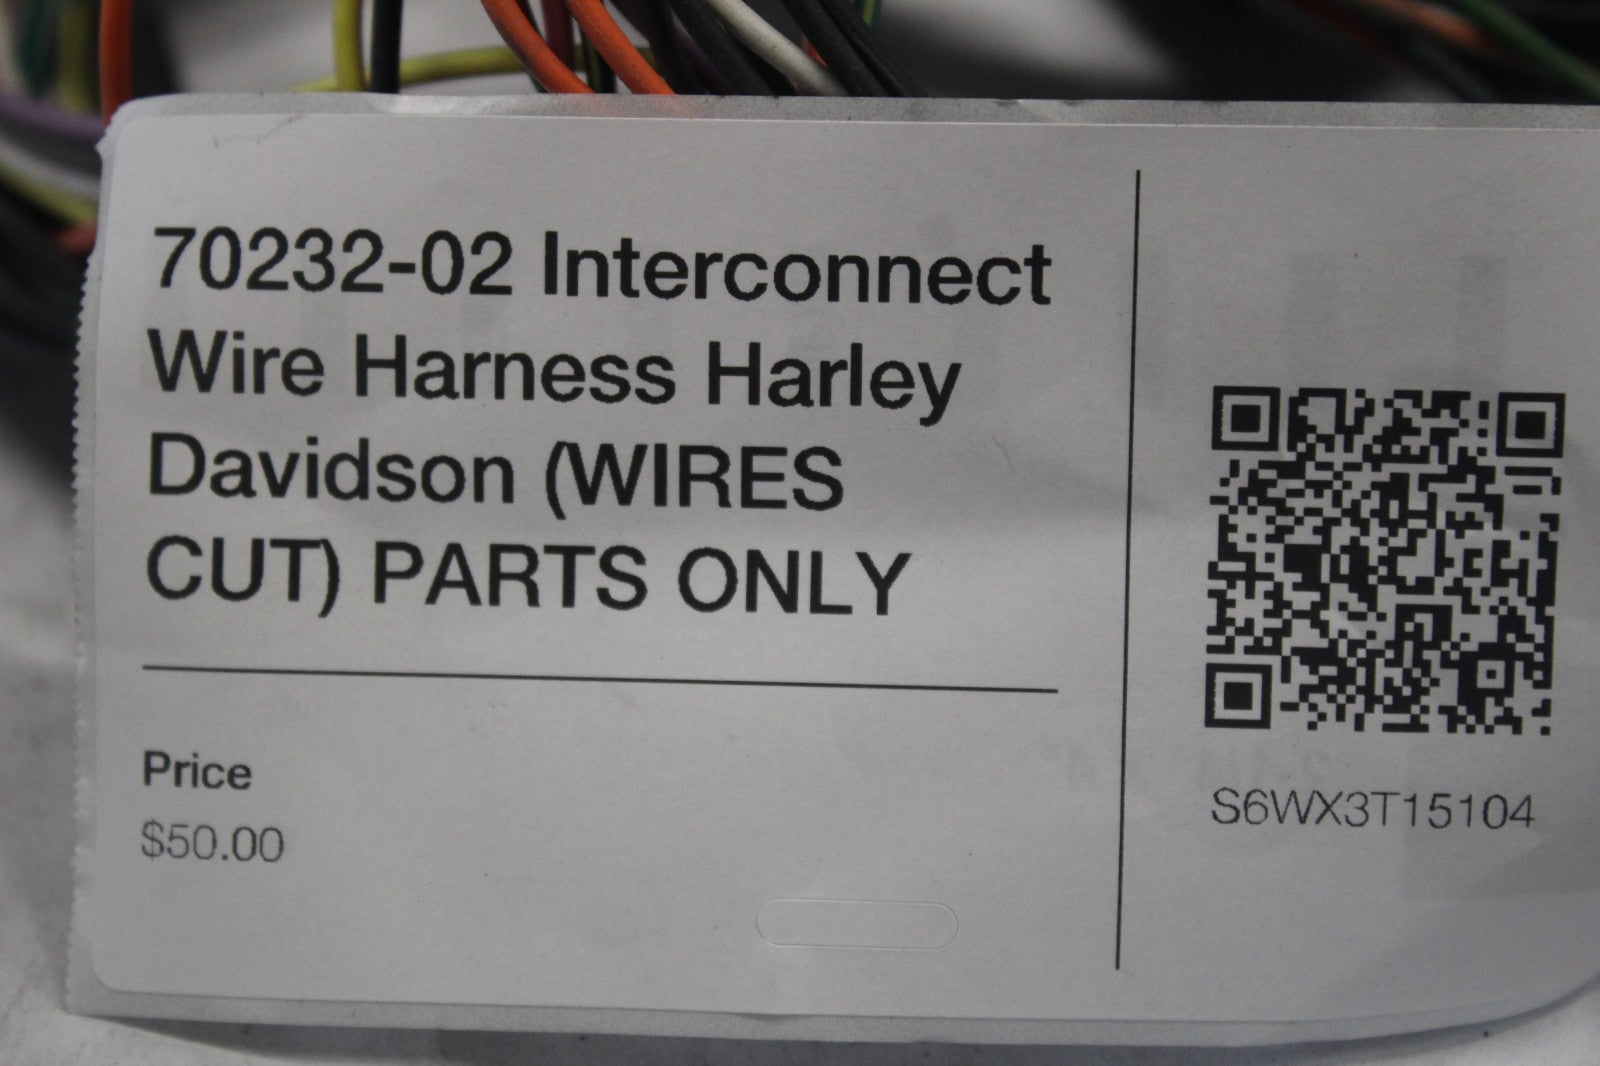 70232-02 Interconnect
Wire Harness Harley
Davidson (WIRES
CUT) PARTS ONLY
Price
$50.00
S6WX3T15104